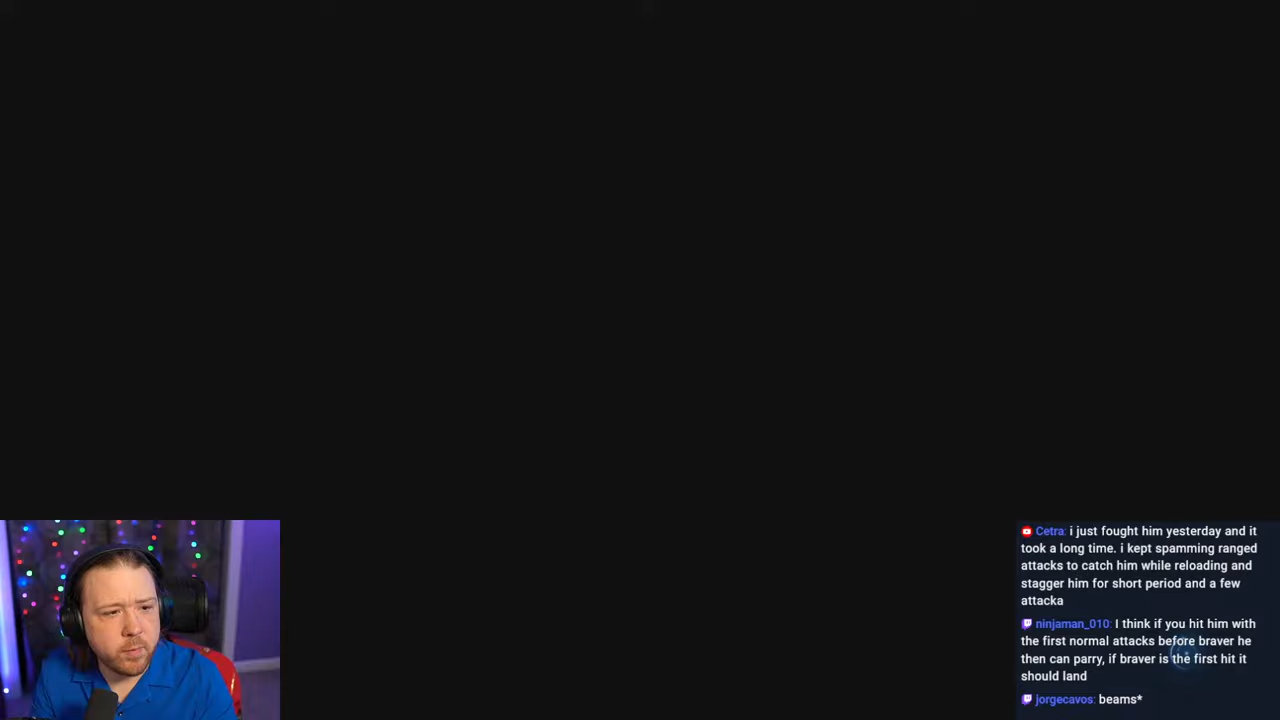 Cetra: i just fought him yesterday and it
took a long time. i kept spamming ranged
attacks to catch him while reloading and
stagger him for short period and a few
attacka
ninjaman_010: I think if you hit him with
the first normal attacks before braver he
then can parry, if braver is the first hit it
should land
jorgecavos: beams*